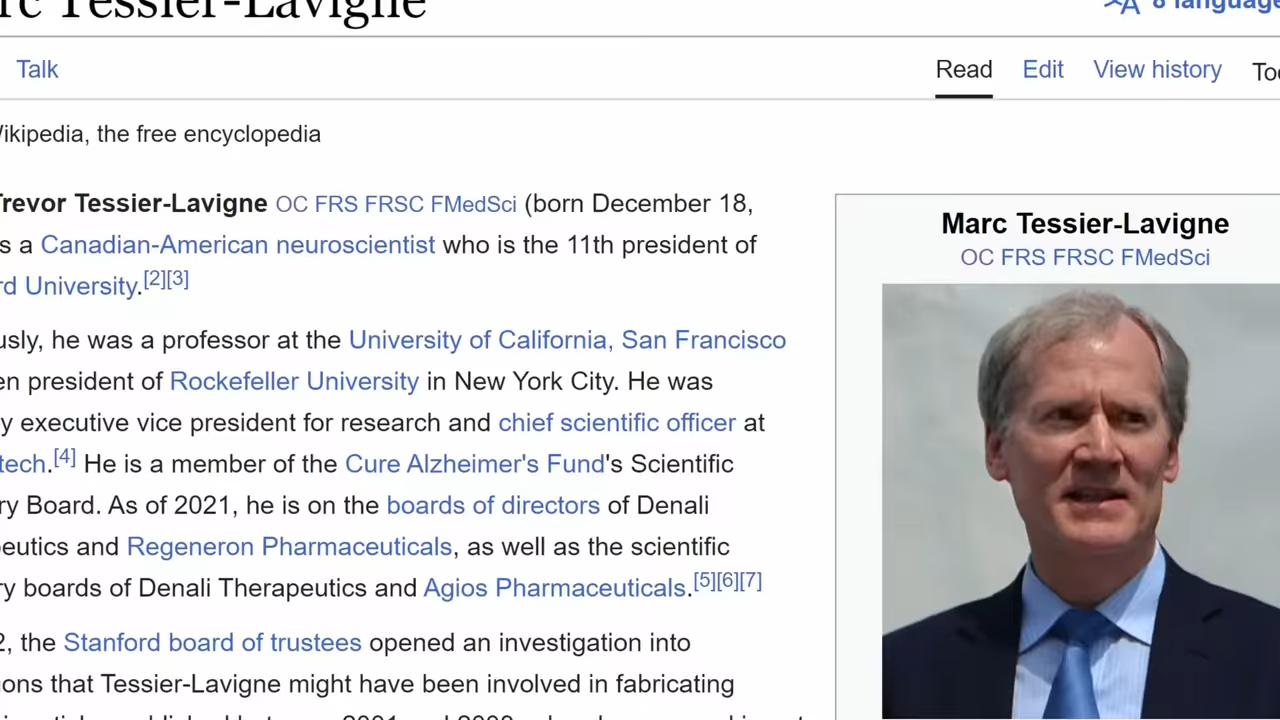 rc Tessier-Lavigne
8 language
Talk
Read Edit View history Too
Wikipedia, the free encyclopedia
Trevor Tessier-Lavigne OC FRS FRSC FMedSci (born December 18,
s a Canadian-American neuroscientist who is the 11th president of
rd University.[2][3]
usly, he was a professor at the University of California, San Francisco
en president of Rockefeller University in New York City. He was
y executive vice president for research and chief scientific officer at
tech.[4] He is a member of the Cure Alzheimer's Fund's Scientific
ry Board. As of 2021, he is on the boards of directors of Denali
peutics and Regeneron Pharmaceuticals, as well as the scientific
ry boards of Denali Therapeutics and Agios Pharmaceuticals.[5][6][7]
2, the Stanford board of trustees opened an investigation into
ons that Tessier-Lavigne might have been involved in fabricating
Marc Tessier-Lavigne
OC FRS FRSC FMedSci